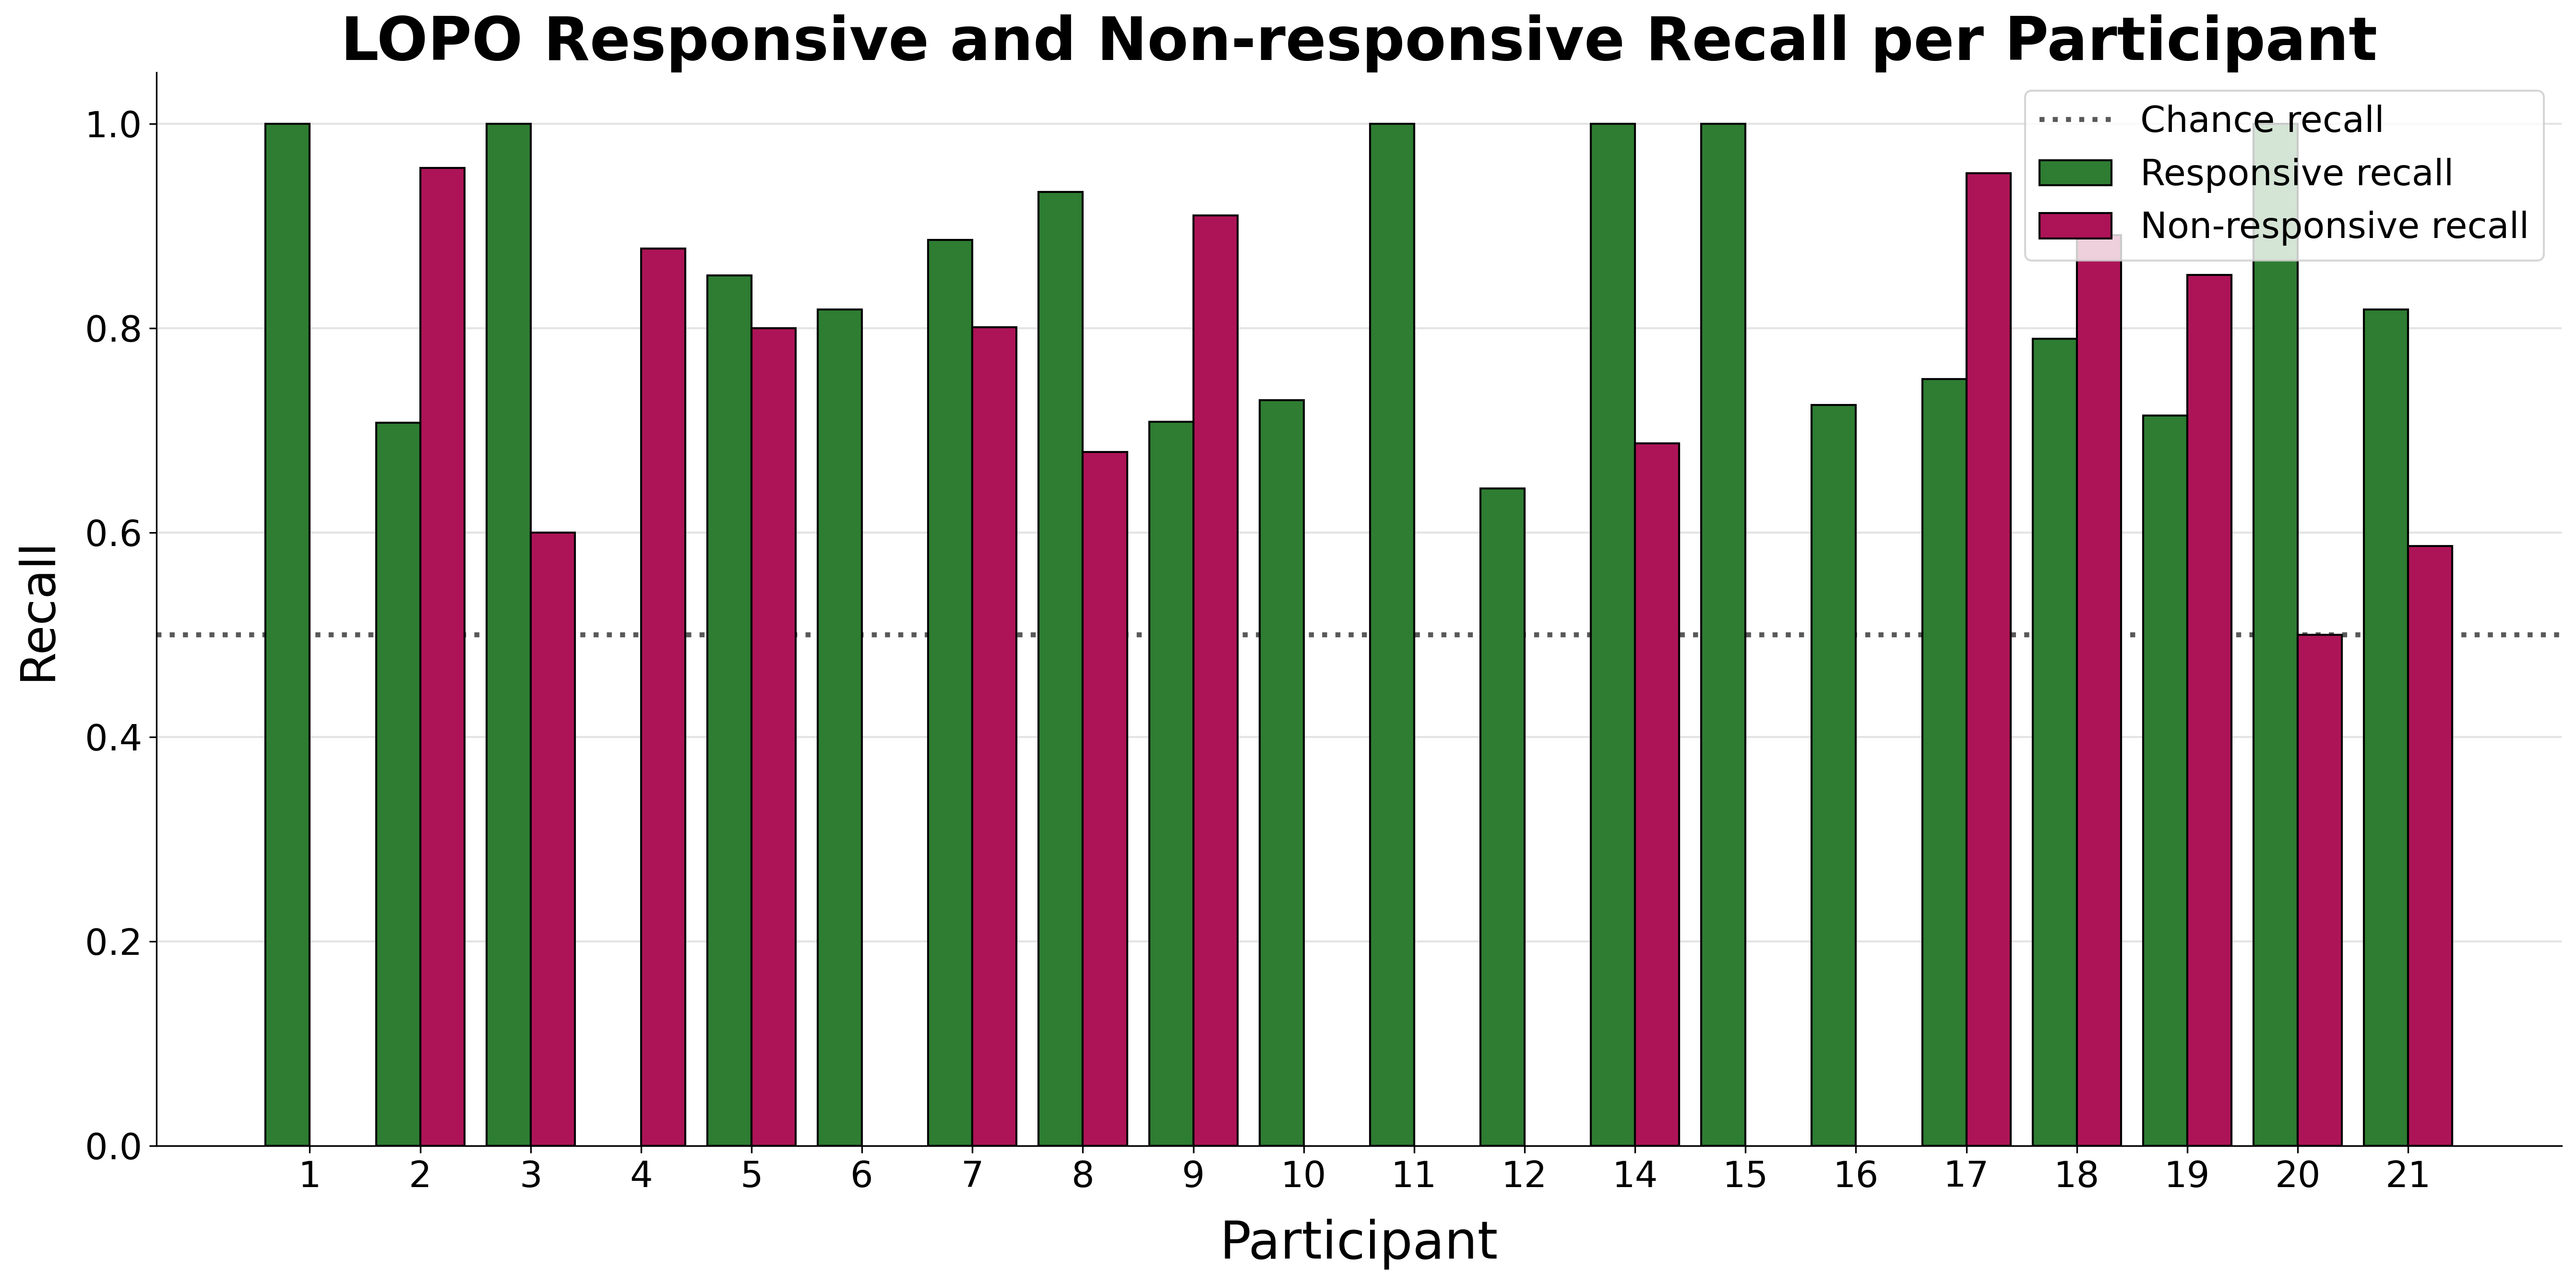 LOPO Responsive and Non-responsive Recall per Participant
Chance recall
Responsive recall
Non-responsive recall
1.0
0.8
0.6
0.4
0.2
0.0
Recall
1 2 3 4 5 6 7 8 9 10 11 12 14 15 16 17 18 19 20 21
Participant